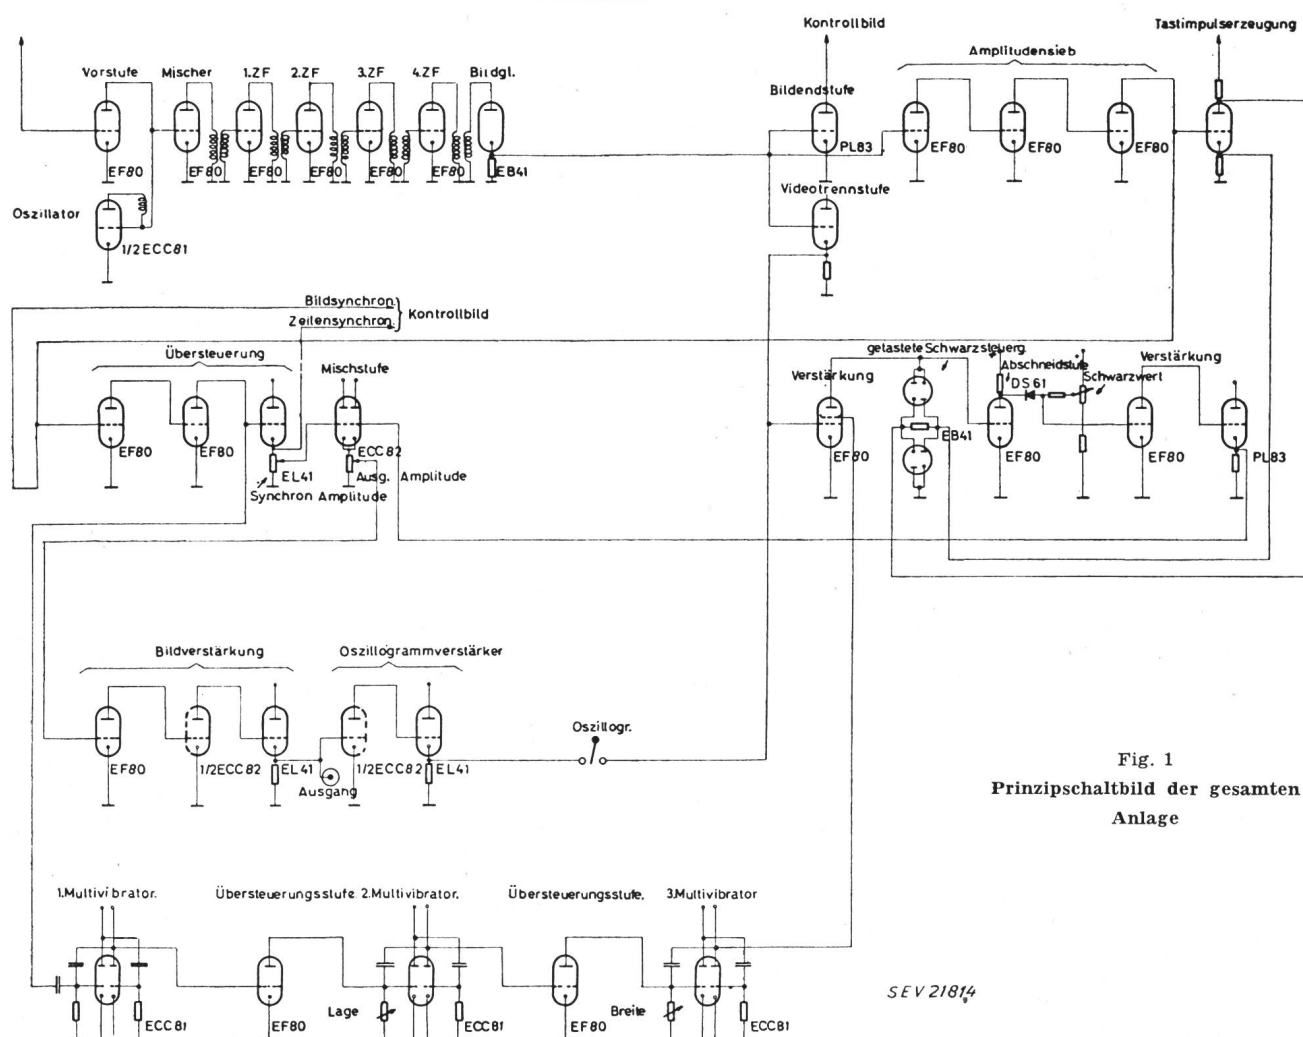 Kontrollbild
Tastimpulserzeugung
Amplitudensieb
Vorstufe
Mischer
1.ZF
2.ZF
3.ZF
4.ZF
Bildgl.
Bildendstufe
EF80
EF80
EF80
EF80
EF80
EF80
EB41
PL83
EF80
EF80
EF80
Videotrennstufe
Oszillator
1/2ECC81
Bildsynchron.
Zeilensynchron.
Kontrollbild
Übersteuerung
Mischstufe
getastete Schwarzsteuerg.
Abschneidstufe
Verstärkung
Verstärkung
DS61
Schwarzwert
EF80
EF80
ECC82
EL41
Ausg. Amplitude
Synchron Amplitude
EF80
EB41
EF80
EF80
PL83
Bildverstärkung
Oszillogrammverstärker
Oszillogr.
EF80
1/2ECC82
EL41
1/2ECC82
EL41
Ausgang
Fig. 1
Prinzipschaltbild der gesamten
Anlage
1.Multivibrator.
Übersteuerungsstufe
2.Multivibrator.
Übersteuerungsstufe.
3.Multivibrator
SEV21814
Lage
Breite
ECC81
EF80
ECC81
EF80
ECC81